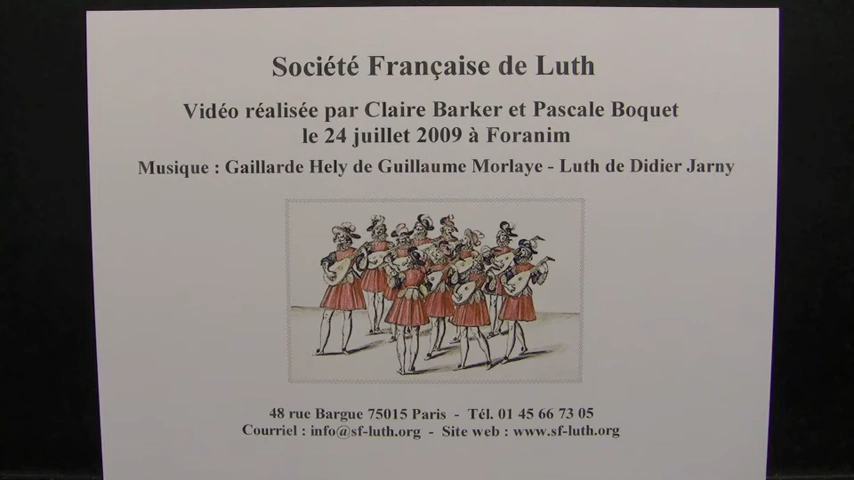 Société Française de Luth
Vidéo réalisée par Claire Barker et Pascale Boquet
le 24 juillet 2009 à Foranim
Musique : Gaillarde Hely de Guillaume Morlaye - Luth de Didier Jarny
48 rue Bargue 75015 Paris - Tél. 01 45 66 73 05
Courriel : info@sf-luth.org - Site web : www.sf-luth.org